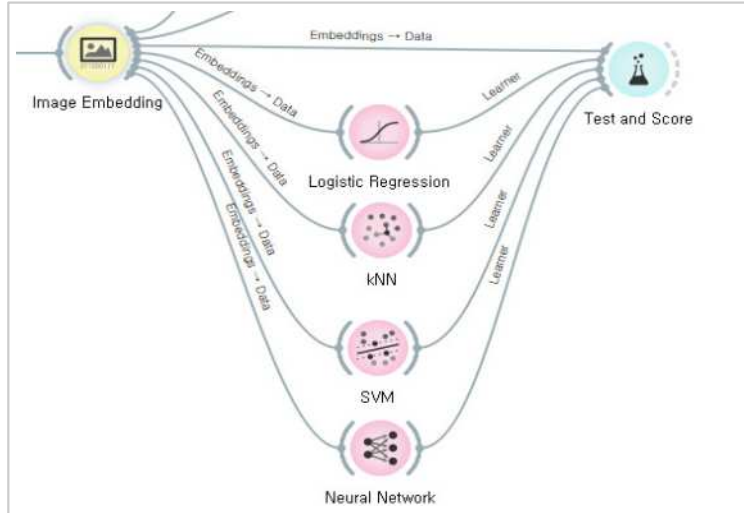 Embeddings → Data
Image Embedding
Embeddings → Data
Learner
Test and Score
Logistic Regression
Embeddings → Data
Learner
kNN
Embeddings → Data
Learner
SVM
Embeddings → Data
Learner
Neural Network